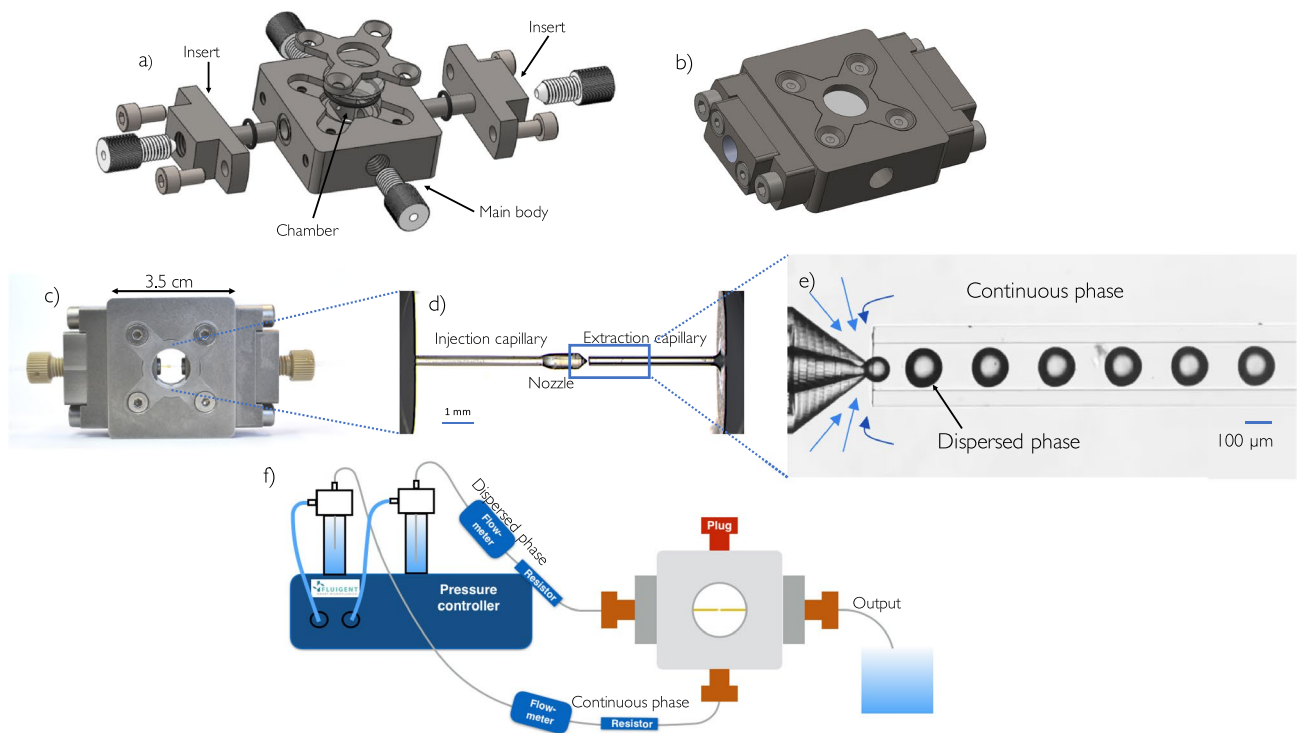 a)
Insert
Insert
Main body
Chamber
b)
c)
3.5 cm
d)
Injection capillary
Extraction capillary
Nozzle
1 mm
e)
Continuous phase
Dispersed phase
100 µm
f)
FLUIGENT
Pressure
controller
Dispersed phase
Flow-
meter
Resistor
Continuous phase
Flow-
meter
Resistor
Plug
Output